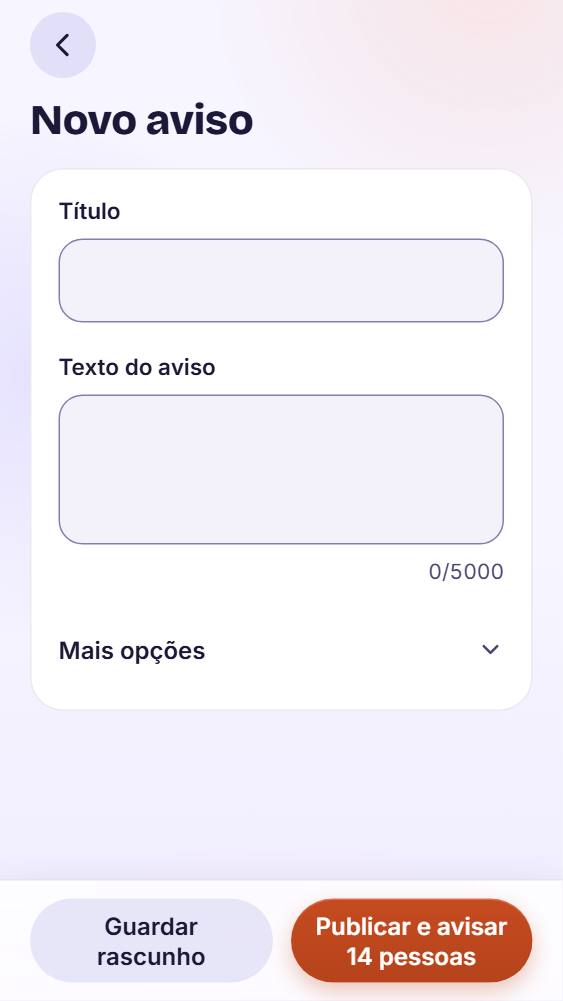 Novo aviso
Título
Texto do aviso
0/5000
Mais opções
Guardar
rascunho
Publicar e avisar
14 pessoas